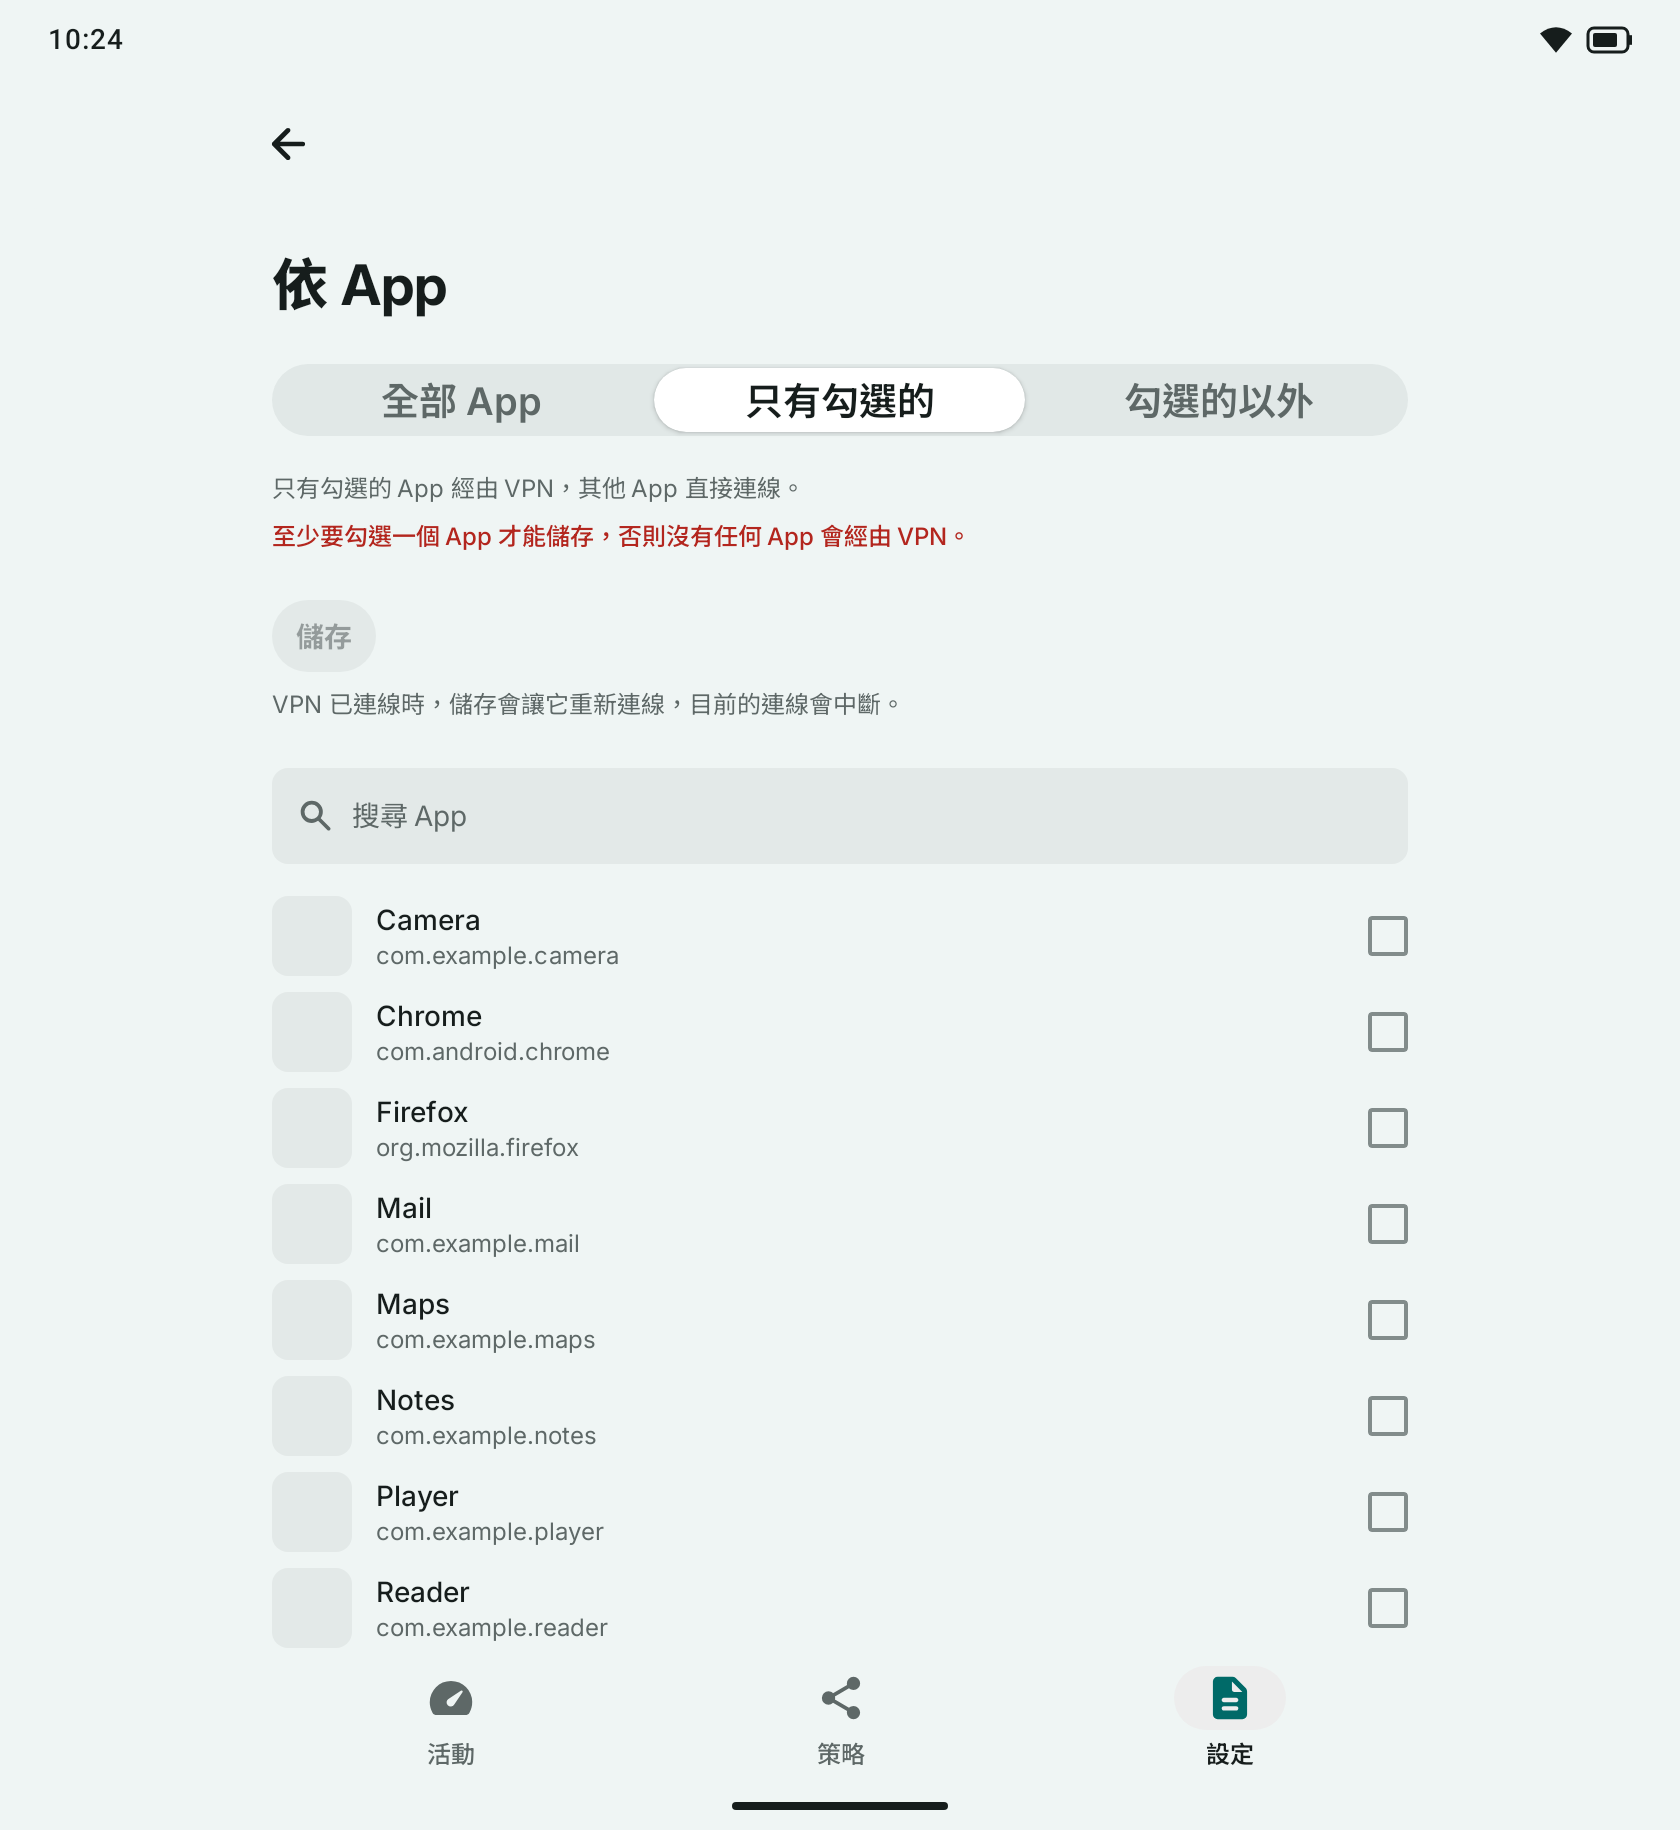 10:24
依 App
全部 App
只有勾選的
勾選的以外
只有勾選的 App 經由 VPN，其他 App 直接連線。
至少要勾選一個 App 才能儲存，否則沒有任何 App 會經由 VPN。
儲存
VPN 已連線時，儲存會讓它重新連線，目前的連線會中斷。
搜尋 App
Camera
com.example.camera
Chrome
com.android.chrome
Firefox
org.mozilla.firefox
Mail
com.example.mail
Maps
com.example.maps
Notes
com.example.notes
Player
com.example.player
Reader
com.example.reader
活動
策略
設定